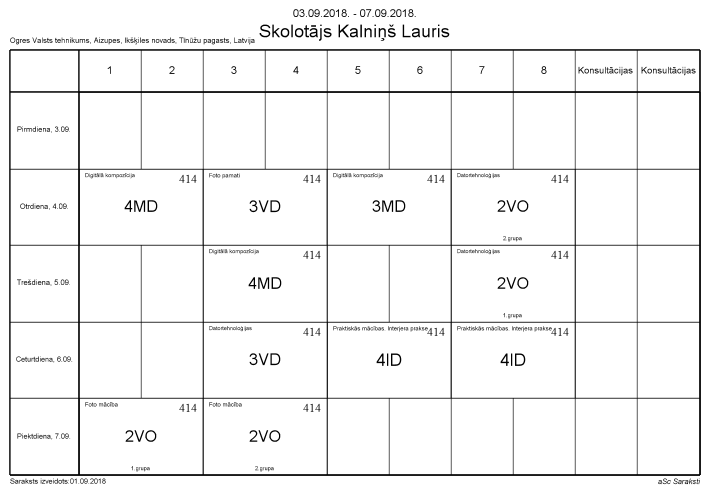 03.09.2018. - 07.09.2018.
Skolotājs Kalniņš Lauris
Ogres Valsts tehnikums, Aizupes, Ikšķiles novads, Tīnūžu pagasts, Latvija
1 2 3 4 5 6 7 8 Konsultācijas Konsultācijas
Pirmdiena, 3.09.
Digitālā kompozīcija 414 Foto pamati 414 Digitālā kompozīcija 414 Datortehnoloģijas 414
Otrdiena, 4.09. 4MD 3VD 3MD 2VO
2.grupa
Digitālā kompozīcija 414 Datortehnoloģijas 414
Trešdiena, 5.09. 4MD 2VO
1.grupa
Datortehnoloģijas 414 Praktiskās mācības. Interjera prakse 414 Praktiskās mācības. Interjera prakse 414
Ceturtdiena, 6.09. 3VD 4ID 4ID
Foto mācība 414 Foto mācība 414
Piektdiena, 7.09. 2VO 2VO
1.grupa 2.grupa
Saraksts izveidots:01.09.2018 aSc Saraksti